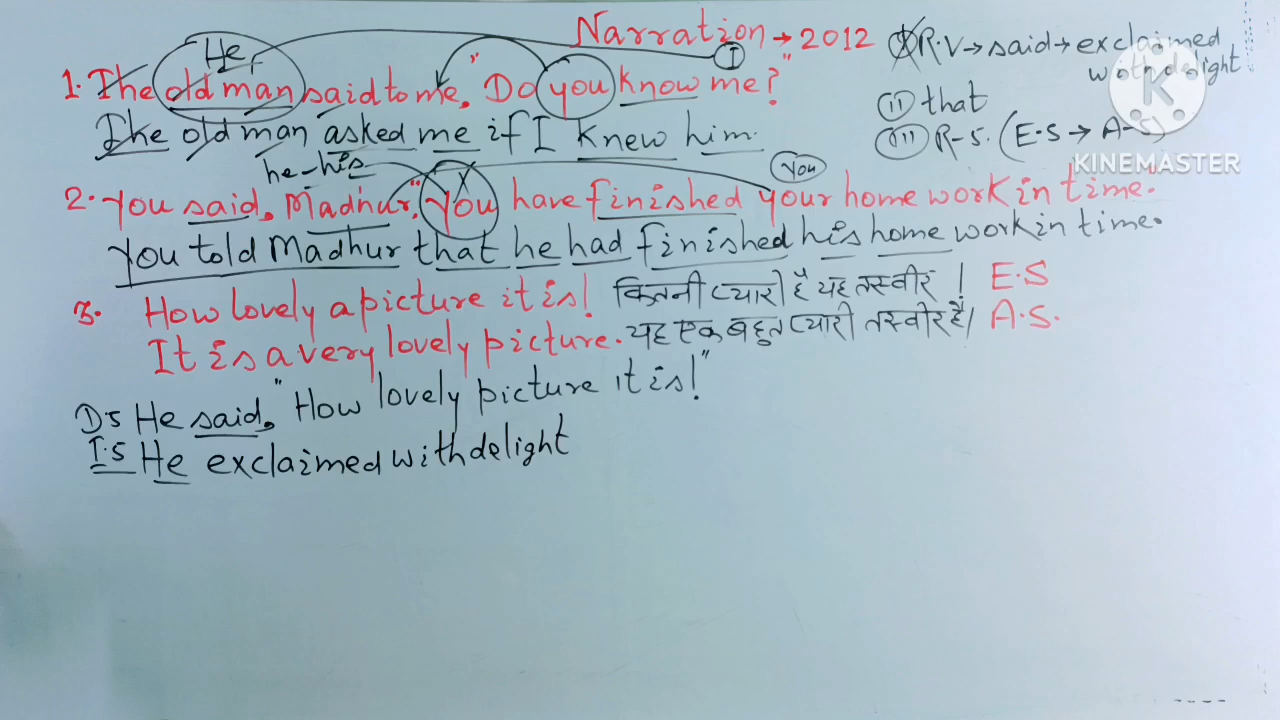 Narration → 2012
(i) R.V → said → exclaimed
with delight
(ii) that
(iii) R-S. (E.S → A-S)
KINEMASTER
He
I
1. The old man said to me, "Do you know me?"
The old man asked me if I knew him.
he - his
you
2. You said, Madhur, "You have finished your home work in time."
You told Madhur that he had finished his home work in time.
3. How lovely a picture it is! कितनी प्यारी है यह तस्वीर ! E.S
It is a very lovely picture. यह एक बहुत प्यारी तस्वीर है। A.S.
D.S He said, "How lovely picture it is!"
I.S He exclaimed with delight